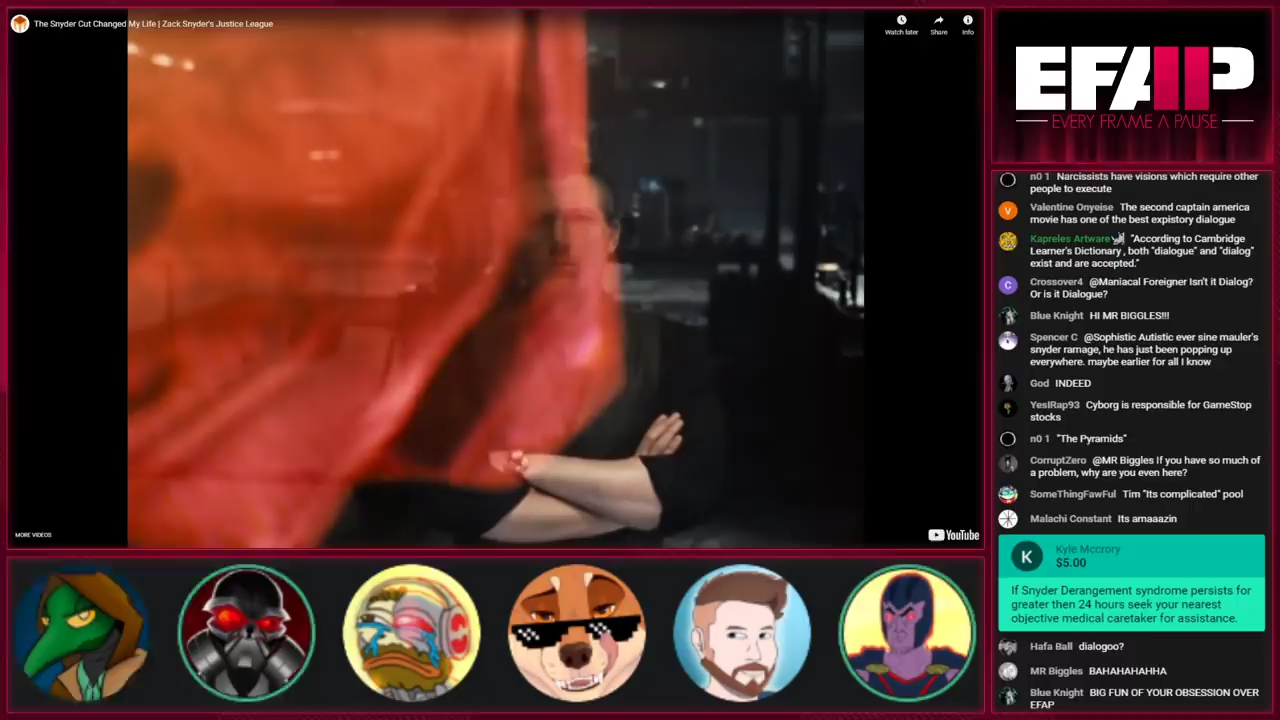 The Snyder Cut Changed My Life | Zack Snyder's Justice League
Watch later
Share
Info
MORE VIDEOS
YouTube
EFAP
EVERY FRAME A PAUSE
n0 1 Narcissists have visions which require other
people to execute
V
Valentine Onyeise The second captain america
movie has one of the best expistory dialogue
Kapreles Artware "According to Cambridge
Learner's Dictionary , both "dialogue" and "dialog"
exist and are accepted."
C
Crossover4 @Maniacal Foreigner Isn't it Dialog?
Or is it Dialogue?
Blue Knight HI MR BIGGLES!!!
Spencer C @Sophistic Autistic ever sine mauler's
snyder ramage, he has just been popping up
everywhere. maybe earlier for all I know
God INDEED
YesIRap93 Cyborg is responsible for GameStop
stocks
n0 1 "The Pyramids"
CorruptZero @MR Biggles If you have so much of
a problem, why are you even here?
SomeThingFawFul Tim "Its complicated" pool
Malachi Constant Its amaaazin
K
Kyle Mccrory
$5.00
If Snyder Derangement syndrome persists for
greater then 24 hours seek your nearest
objective medical caretaker for assistance.
Hafa Ball dialogoo?
MR Biggles BAHAHAHAHHA
Blue Knight BIG FUN OF YOUR OBSESSION OVER
EFAP